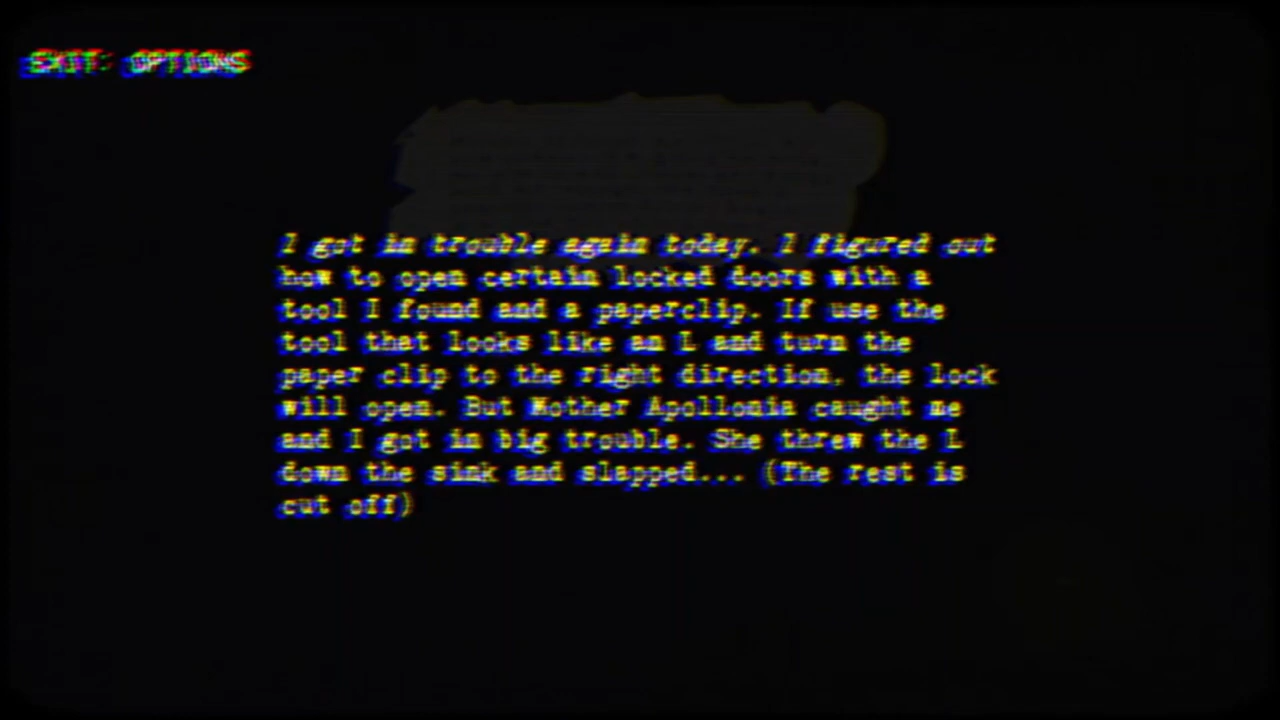 EXIT: OPTIONS
I got in trouble again today. I figured out
how to open certain locked doors with a
tool I found and a paperclip. If use the
tool that looks like an L and turn the
paper clip to the right direction, the lock
will open. But Mother Apollonia caught me
and I got in big trouble. She threw the L
down the sink and slapped... (The rest is
cut off)